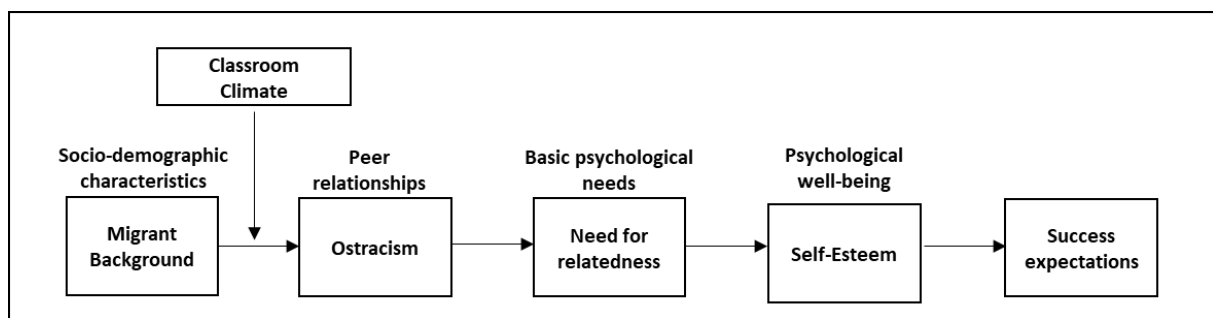 Classroom
Climate
Socio-demographic
characteristics
Peer
relationships
Basic psychological
needs
Psychological
well-being
Migrant
Background
Ostracism
Need for
relatedness
Self-Esteem
Success
expectations